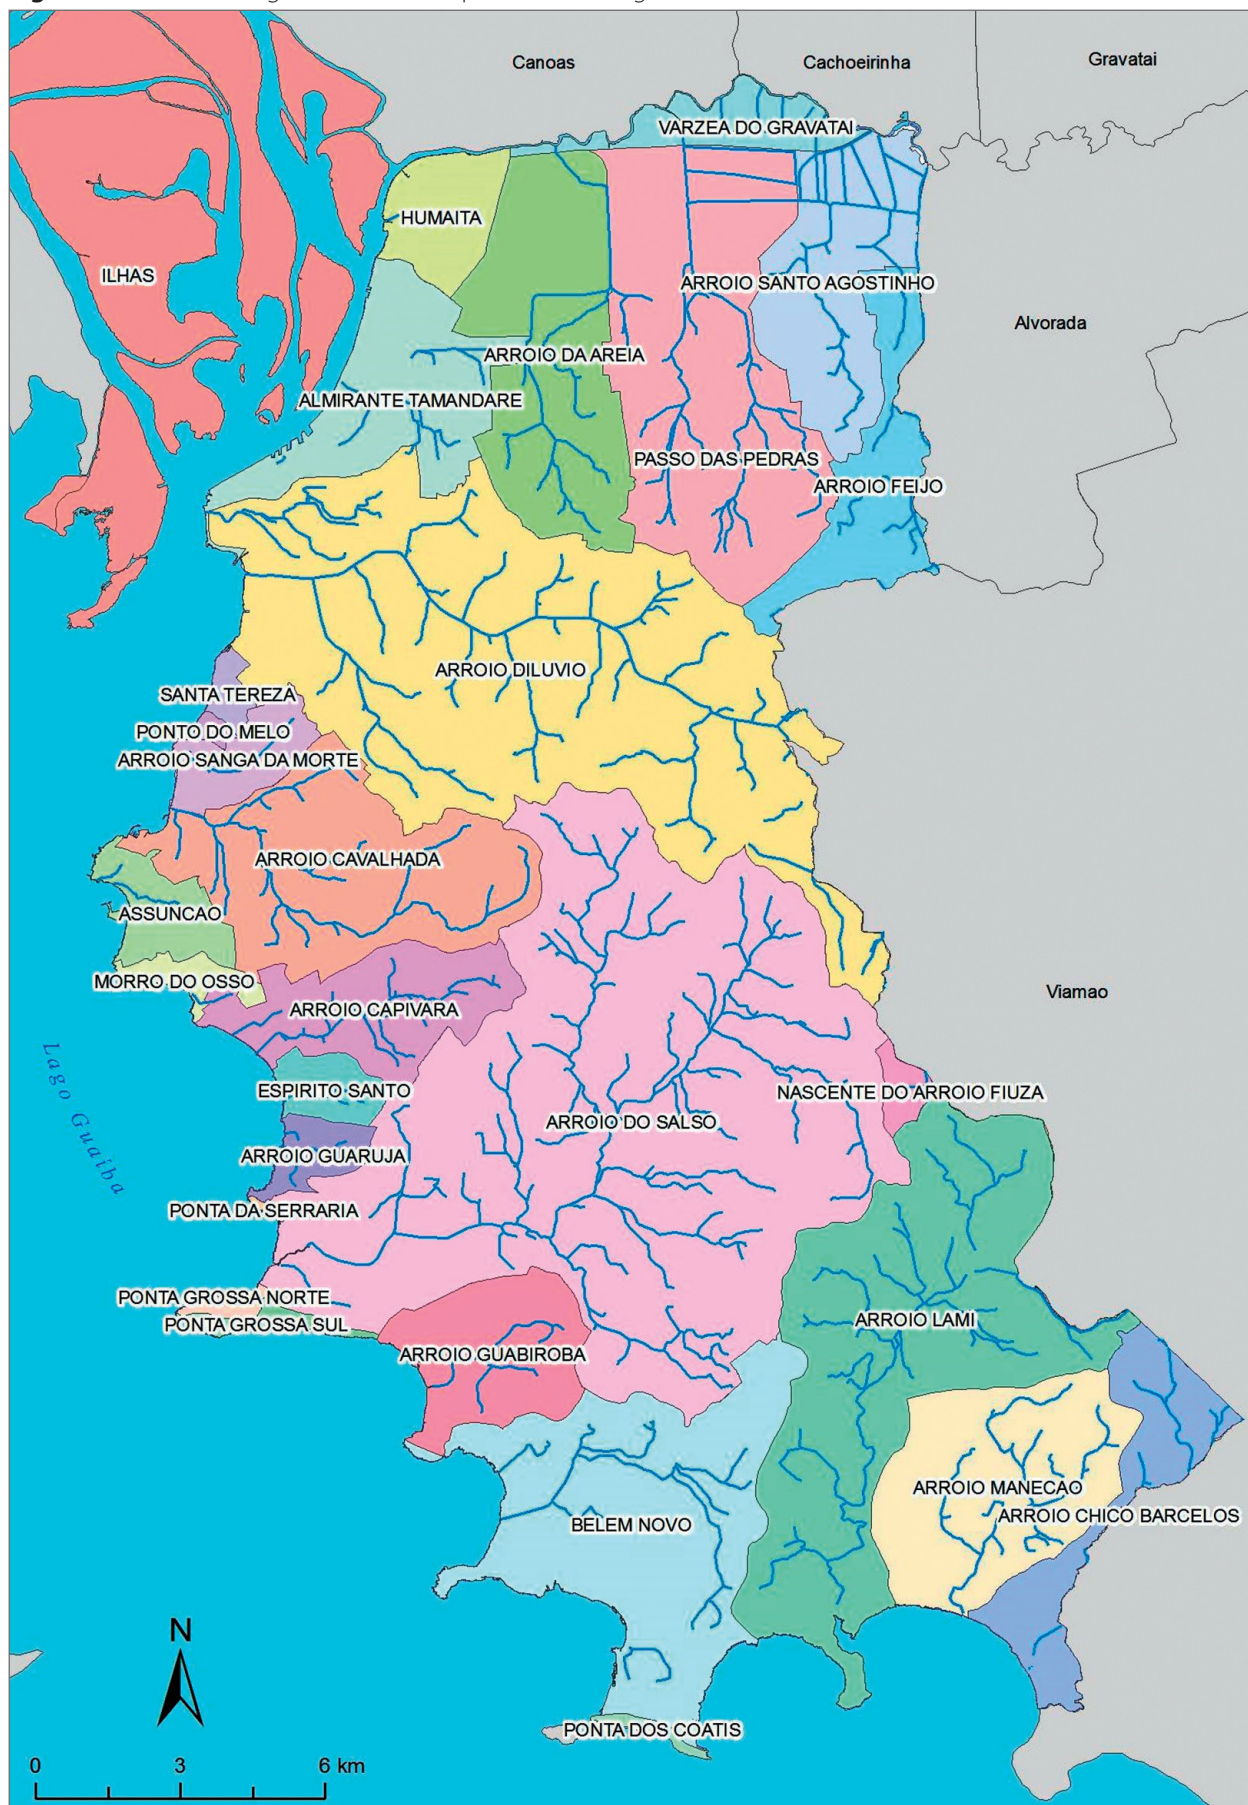 Canoas
Cachoeirinha
Gravatai
VARZEA DO GRAVATAI
HUMAITA
ILHAS
ARROIO SANTO AGOSTINHO
Alvorada
ARROIO DA AREIA
ALMIRANTE TAMANDARE
PASSO DAS PEDRAS
ARROIO FEIJO
ARROIO DILUVIO
SANTA TEREZA
PONTO DO MELO
ARROIO SANGA DA MORTE
ARROIO CAVALHADA
ASSUNCAO
MORRO DO OSSO
Viamao
ARROIO CAPIVARA
Lago Guaiba
ESPIRITO SANTO
NASCENTE DO ARROIO FIUZA
ARROIO DO SALSO
ARROIO GUARUJA
PONTA DA SERRARIA
PONTA GROSSA NORTE
PONTA GROSSA SUL
ARROIO LAMI
ARROIO GUABIROBA
ARROIO MANECAO
ARROIO CHICO BARCELOS
BELEM NOVO
N
PONTA DOS COATIS
0 3 6 km